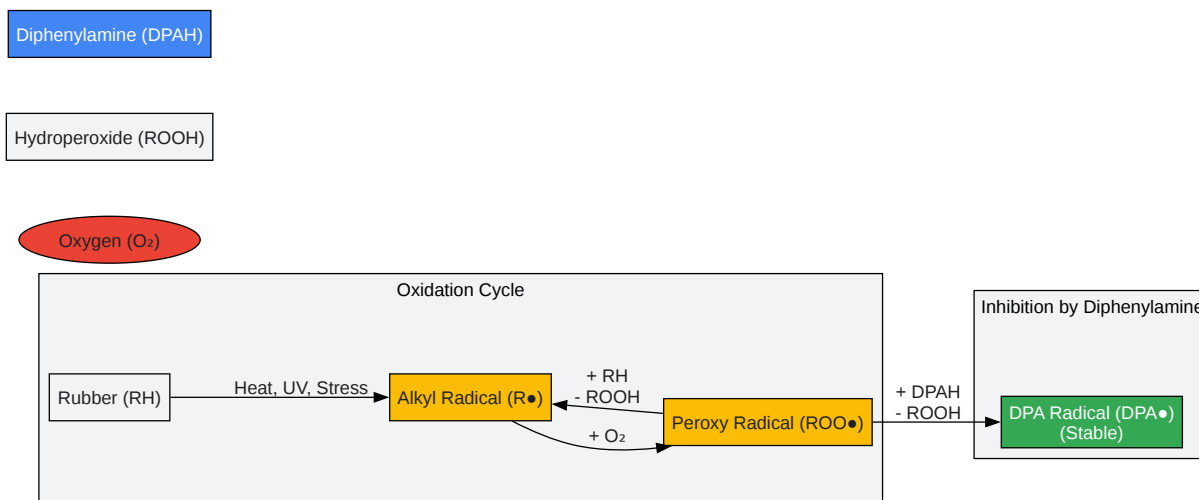 Diphenylamine (DPAH)
Hydroperoxide (ROOH)
Oxygen (O₂)
Oxidation Cycle
Inhibition by Diphenylamine
Rubber (RH)
Heat, UV, Stress
Alkyl Radical (R●)
+ RH
- ROOH
+ O₂
Peroxy Radical (ROO●)
+ DPAH
- ROOH
DPA Radical (DPA●)
(Stable)